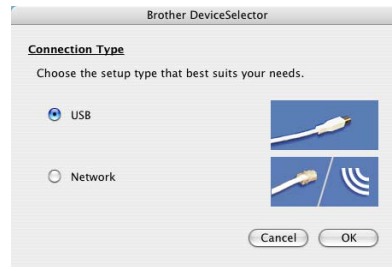 Brother DeviceSelector
Connection Type
Choose the setup type that best suits your needs.
USB
Network
Cancel
OK